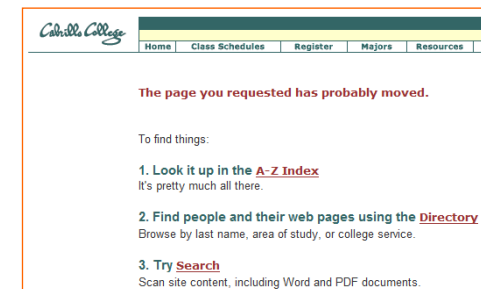 Cabrillo College
Home Class Schedules Register Majors Resources
The page you requested has probably moved.
To find things:
1. Look it up in the A-Z Index
It's pretty much all there.
2. Find people and their web pages using the Directory
Browse by last name, area of study, or college service.
3. Try Search
Scan site content, including Word and PDF documents.